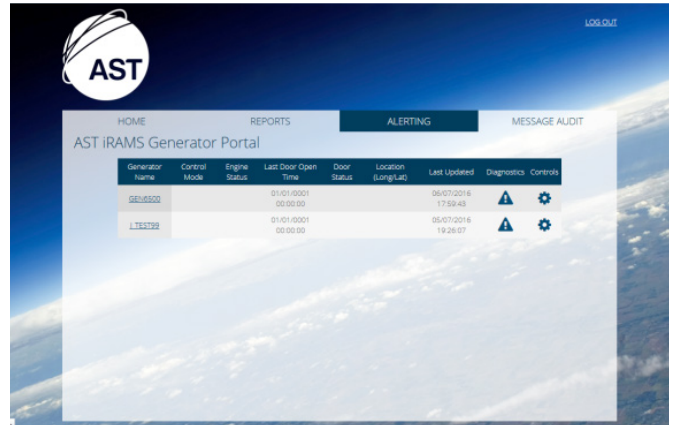 LOG OUT
AST
HOME REPORTS ALERTING MESSAGE AUDIT
AST iRAMS Generator Portal
Generator Name Control Mode Engine Status Last Door Open Time Door Status Location (Long/Lat) Last Updated Diagnostics Controls
GEN6500 01/01/0001 00:00:00 06/07/2016 17:59:43
J_TEST99 01/01/0001 00:00:00 05/07/2016 19:26:07